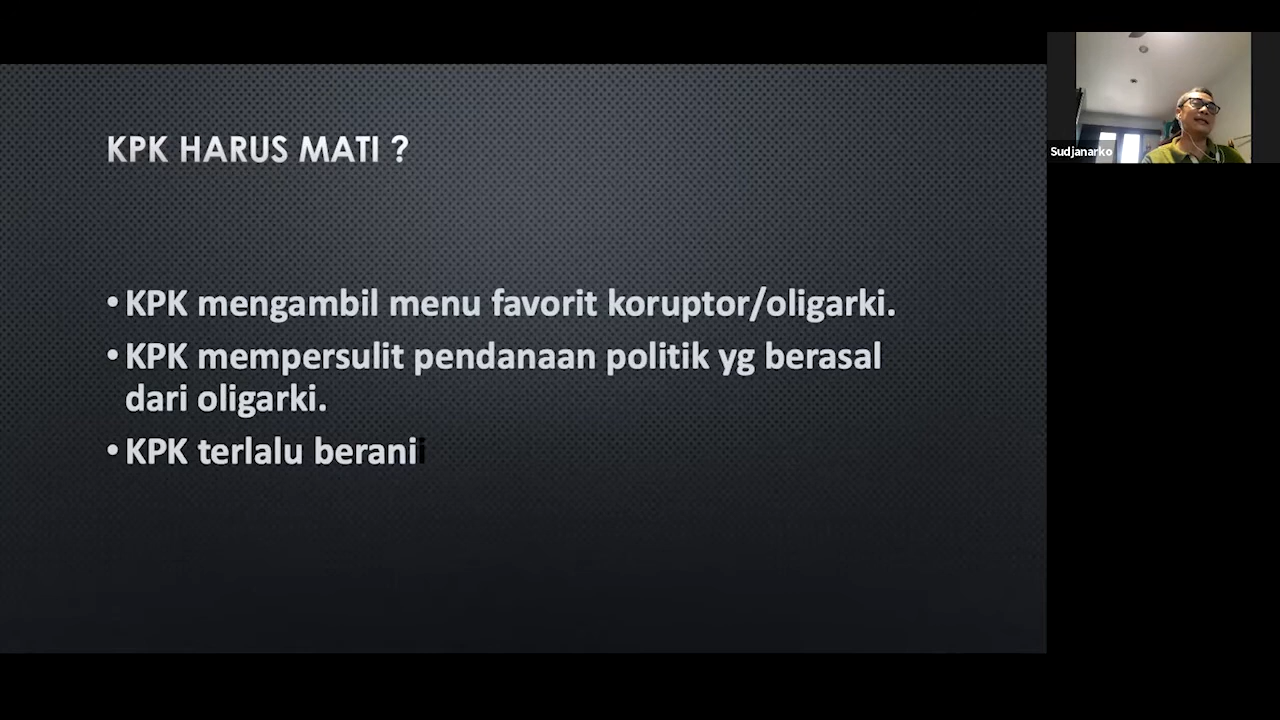 KPK HARUS MATI ?
• KPK mengambil menu favorit koruptor/oligarki.
• KPK mempersulit pendanaan politik yg berasal
dari oligarki.
• KPK terlalu berani
Sudjanarko